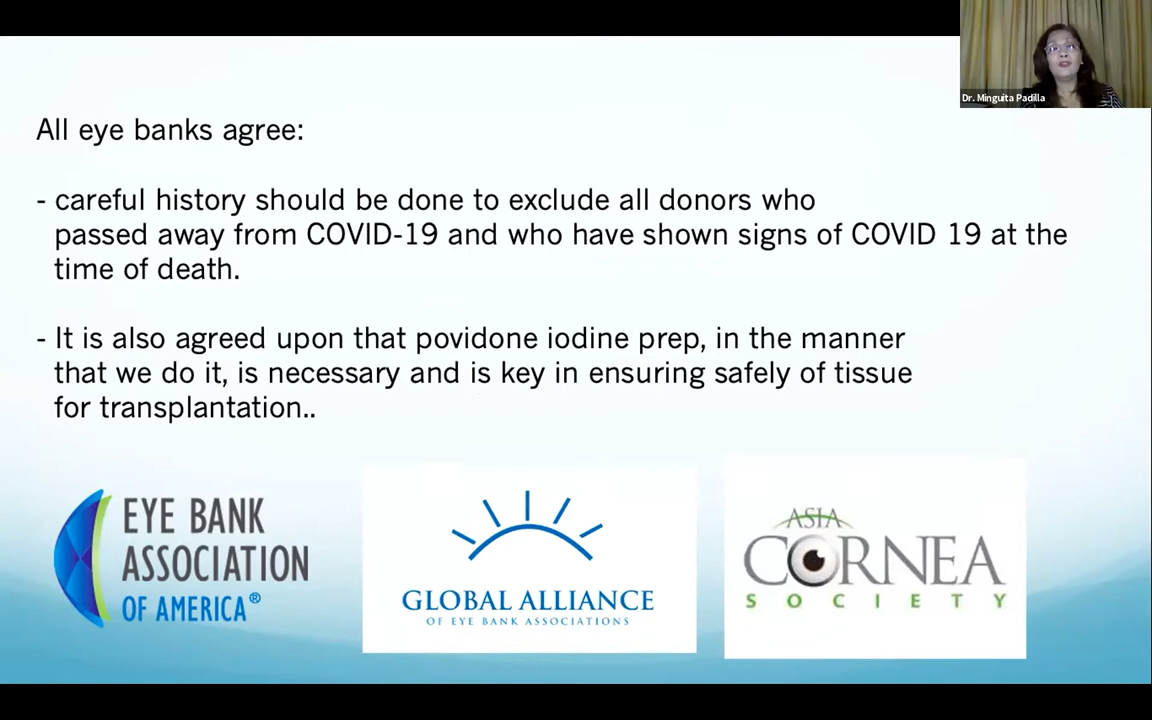 Dr. Minguita Padilla
All eye banks agree:
- careful history should be done to exclude all donors who
passed away from COVID-19 and who have shown signs of COVID 19 at the
time of death.
- It is also agreed upon that povidone iodine prep, in the manner
that we do it, is necessary and is key in ensuring safely of tissue
for transplantation..
EYE BANK
ASSOCIATION
OF AMERICA®
GLOBAL ALLIANCE
OF EYE BANK ASSOCIATIONS
ASIA
CORNEA
SOCIETY